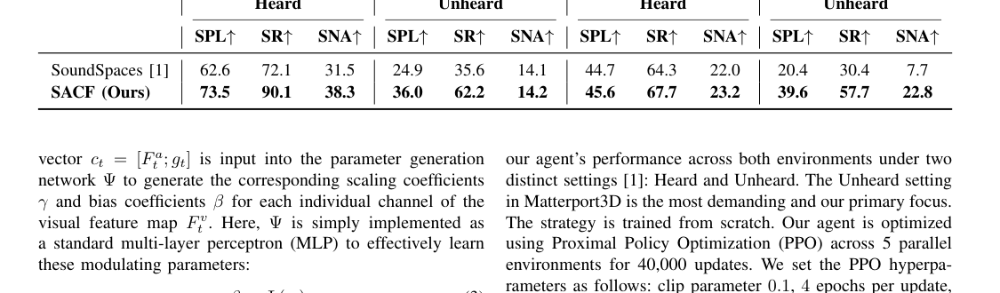 Heard Unheard Heard Unheard
SPL↑ SR↑ SNA↑ SPL↑ SR↑ SNA↑ SPL↑ SR↑ SNA↑ SPL↑ SR↑ SNA↑
SoundSpaces [1] 62.6 72.1 31.5 24.9 35.6 14.1 44.7 64.3 22.0 20.4 30.4 7.7
SACF (Ours) 73.5 90.1 38.3 36.0 62.2 14.2 45.6 67.7 23.2 39.6 57.7 22.8
vector c_t = [F_t^a; g_t] is input into the parameter generation
network Ψ to generate the corresponding scaling coefficients
γ and bias coefficients β for each individual channel of the
visual feature map F_t^v. Here, Ψ is simply implemented as
a standard multi-layer perceptron (MLP) to effectively learn
these modulating parameters:
our agent's performance across both environments under two
distinct settings [1]: Heard and Unheard. The Unheard setting
in Matterport3D is the most demanding and our primary focus.
The strategy is trained from scratch. Our agent is optimized
using Proximal Policy Optimization (PPO) across 5 parallel
environments for 40,000 updates. We set the PPO hyperpa-
rameters as follows: clip parameter 0.1, 4 epochs per update,